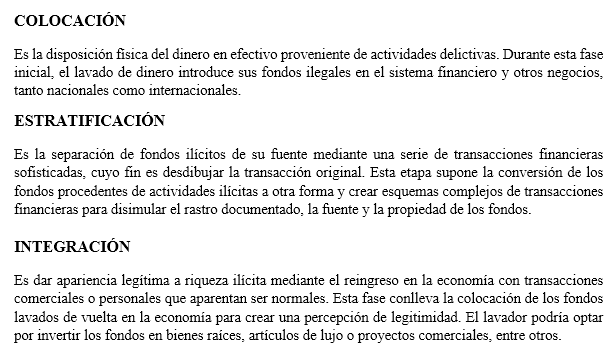 COLOCACIÓN
Es la disposición física del dinero en efectivo proveniente de actividades delictivas. Durante esta fase
inicial, el lavado de dinero introduce sus fondos ilegales en el sistema financiero y otros negocios,
tanto nacionales como internacionales.
ESTRATIFICACIÓN
Es la separación de fondos ilícitos de su fuente mediante una serie de transacciones financieras
sofisticadas, cuyo fin es desdibujar la transacción original. Esta etapa supone la conversión de los
fondos procedentes de actividades ilícitas a otra forma y crear esquemas complejos de transacciones
financieras para disimular el rastro documentado, la fuente y la propiedad de los fondos.
INTEGRACIÓN
Es dar apariencia legítima a riqueza ilícita mediante el reingreso en la economía con transacciones
comerciales o personales que aparentan ser normales. Esta fase conlleva la colocación de los fondos
lavados de vuelta en la economía para crear una percepción de legitimidad. El lavador podría optar
por invertir los fondos en bienes raíces, artículos de lujo o proyectos comerciales, entre otros.